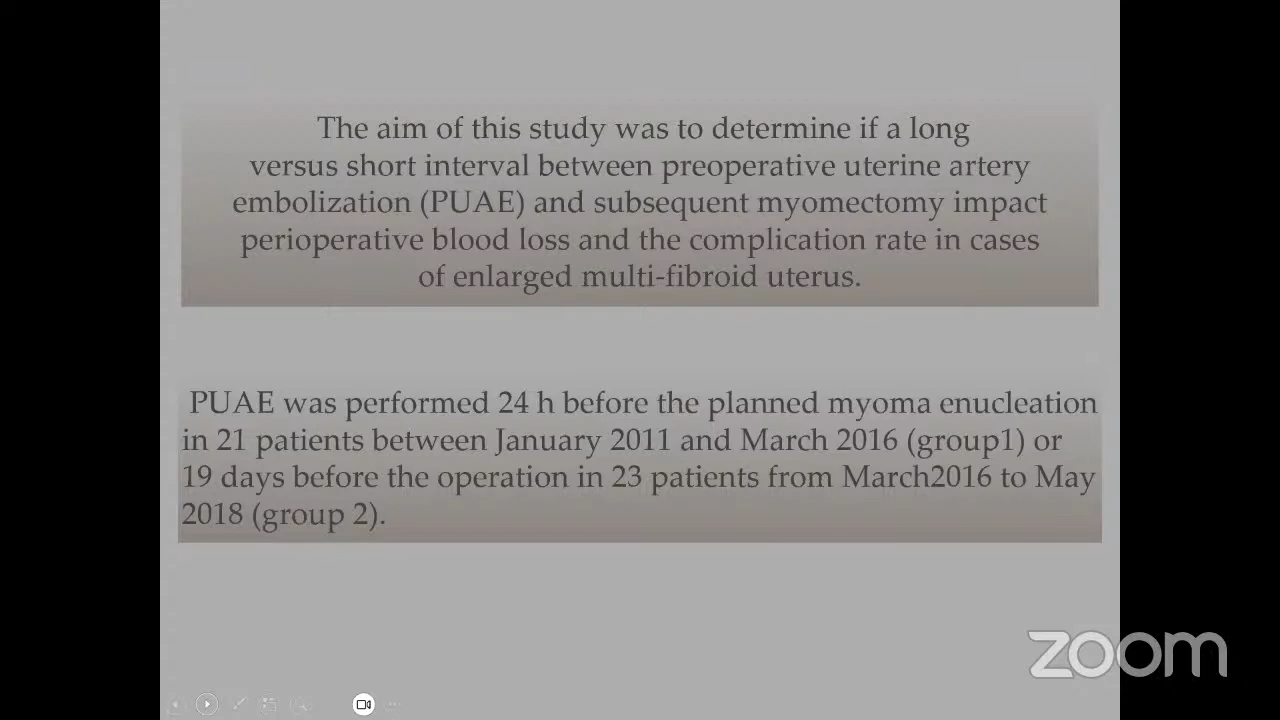 The aim of this study was to determine if a long
versus short interval between preoperative uterine artery
embolization (PUAE) and subsequent myomectomy impact
perioperative blood loss and the complication rate in cases
of enlarged multi-fibroid uterus.
PUAE was performed 24 h before the planned myoma enucleation
in 21 patients between January 2011 and March 2016 (group1) or
19 days before the operation in 23 patients from March2016 to May
2018 (group 2).
zoom